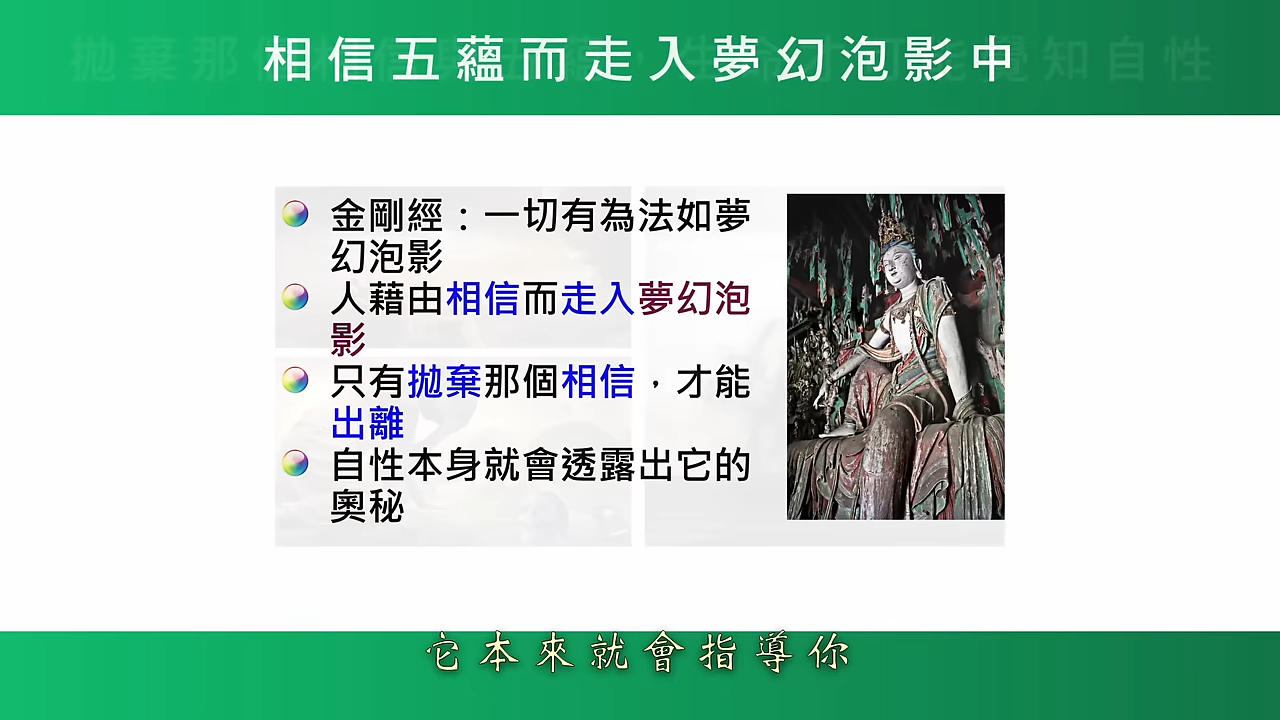 相信五蘊而走入夢幻泡影中
金剛經：一切有為法如夢
幻泡影
人藉由相信而走入夢幻泡
影
只有拋棄那個相信，才能
出離
自性本身就會透露出它的
奧秘
它本來就會指導你